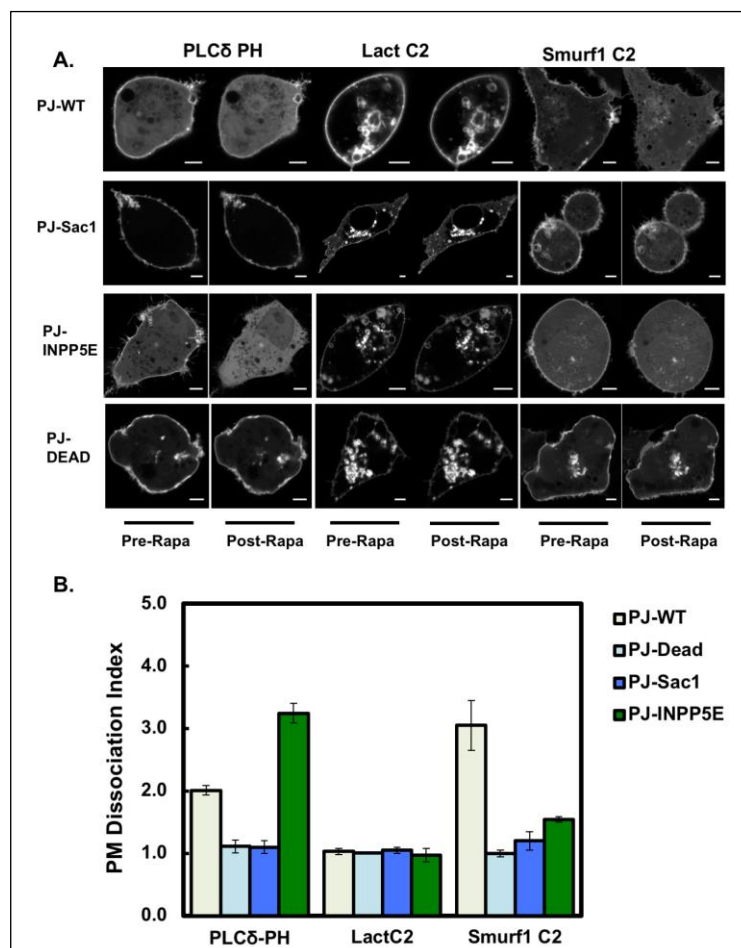 A.
PLCδ PH Lact C2 Smurf1 C2
PJ-WT
PJ-Sac1
PJ-
INPP5E
PJ-
DEAD
Pre-Rapa Post-Rapa Pre-Rapa Post-Rapa Pre-Rapa Post-Rapa
B.
PM Dissociation Index
5.0
4.0
3.0
2.0
1.0
0.0
PLCδ-PH LactC2 Smurf1 C2
PJ-WT
PJ-Dead
PJ-Sac1
PJ-INPP5E